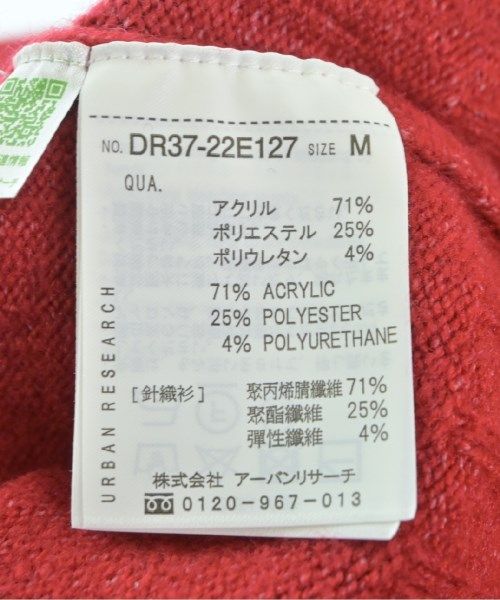 NO. DR37-22E127 SIZE M
QUA.
アクリル 71%
ポリエステル 25%
ポリウレタン 4%
71% ACRYLIC
25% POLYESTER
4% POLYURETHANE
URBAN RESEARCH
[針織衫] 聚丙烯腈纖維 71%
聚酯纖維 25%
彈性纖維 4%
株式会社 アーバンリサーチ
0120-967-013